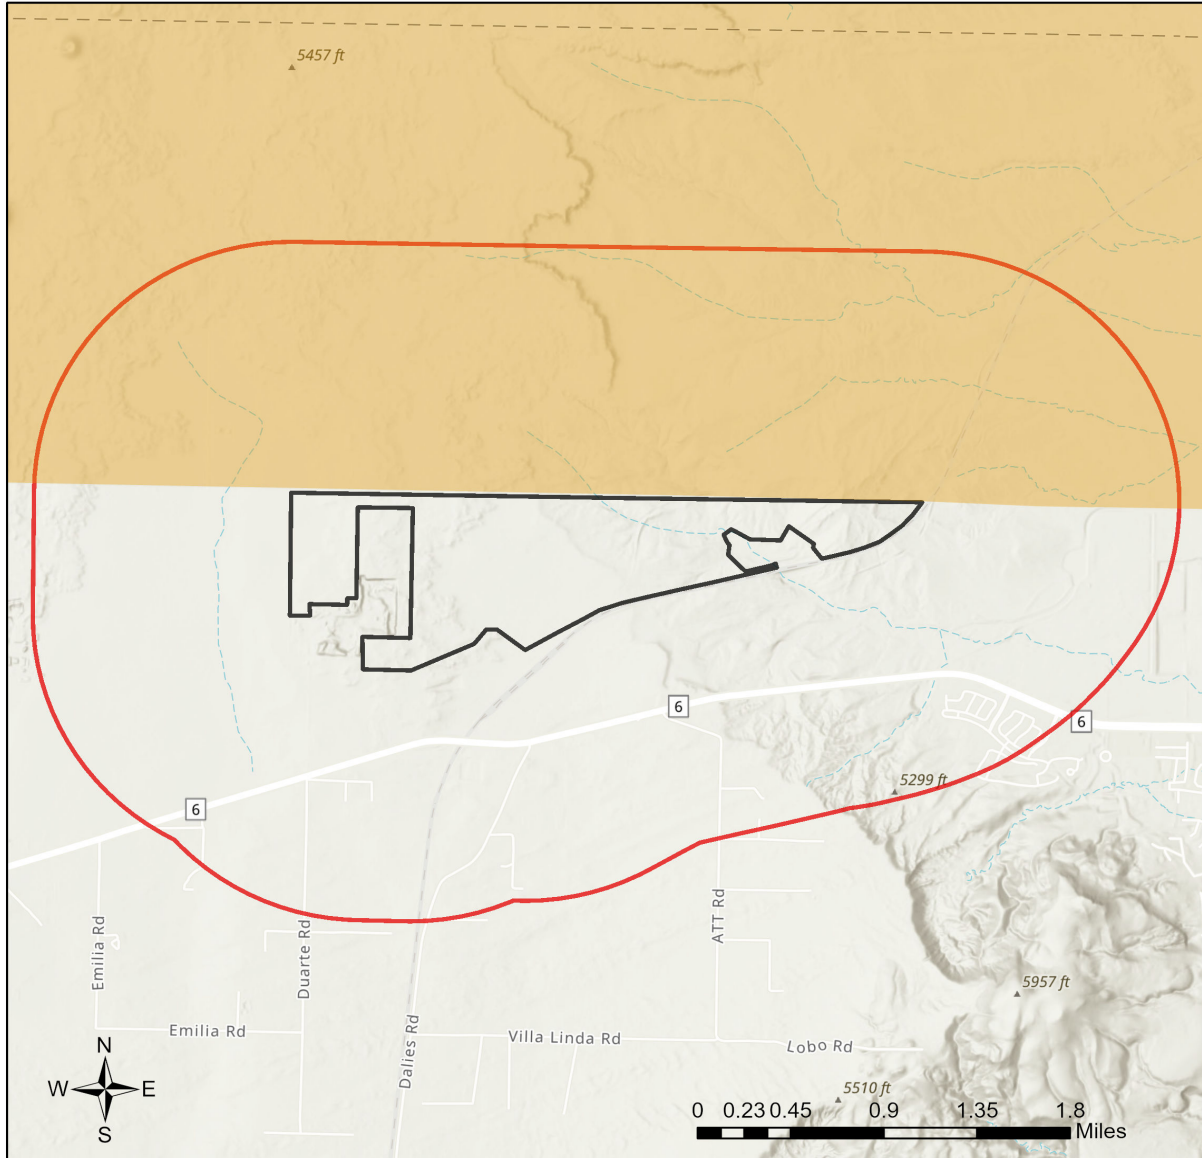 5457 ft
6
6
5299 ft
6
Emilia Rd
Duarte Rd
ATT Rd
5957 ft
Emilia Rd
Dalies Rd
Villa Linda Rd
Lobo Rd
N
W E
S
5510 ft
0 0.23 0.45 0.9 1.35 1.8
Miles